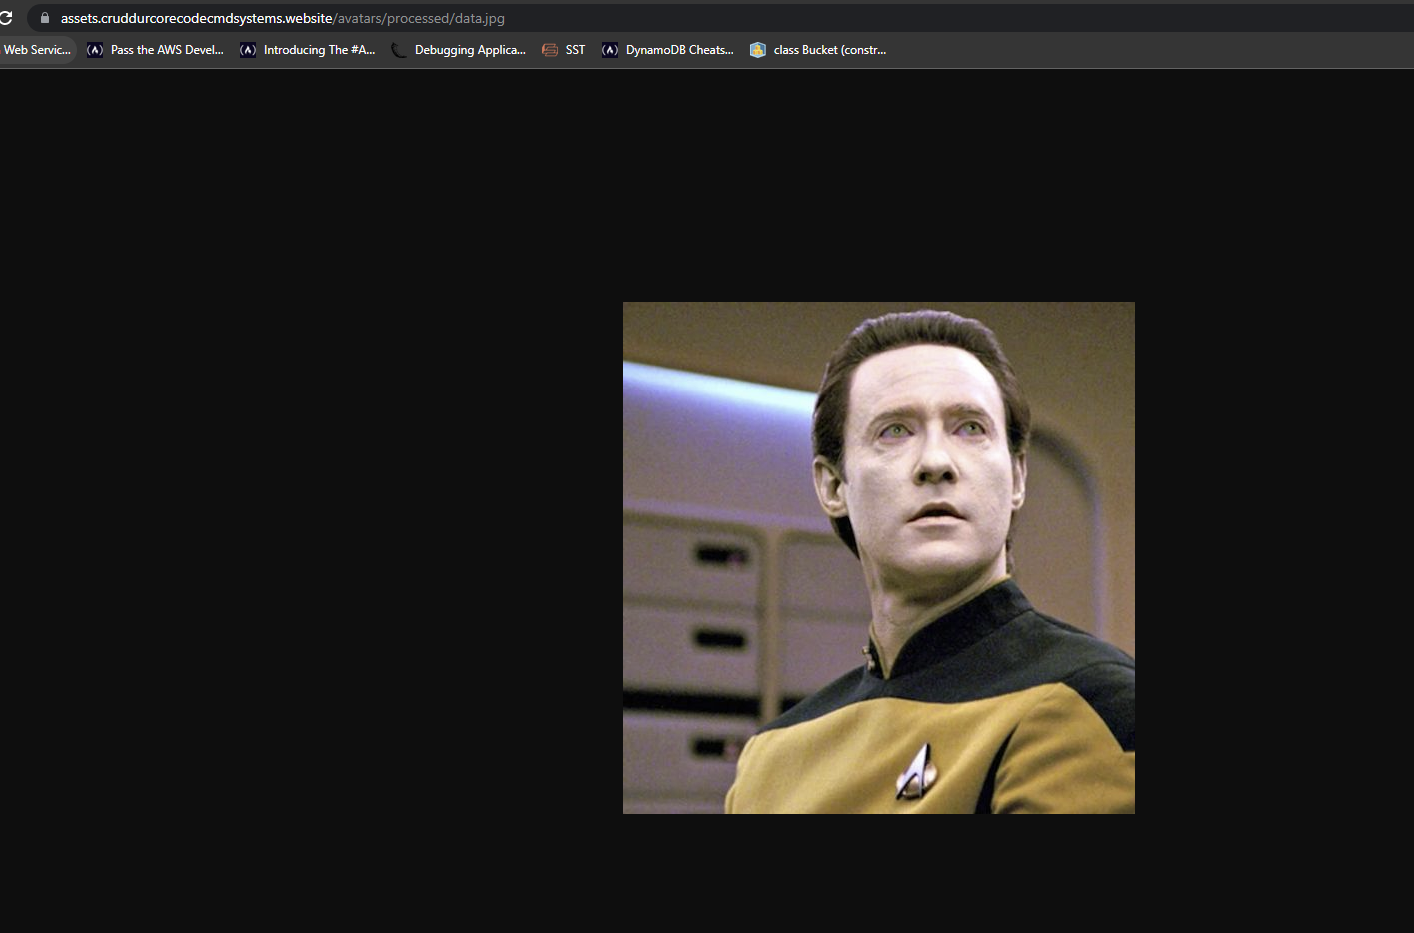 assets.cruddurcorecodecmdsystems.website/avatars/processed/data.jpg
Web Servic... Pass the AWS Devel... Introducing The #A... Debugging Applica... SST DynamoDB Cheats... class Bucket (constr...